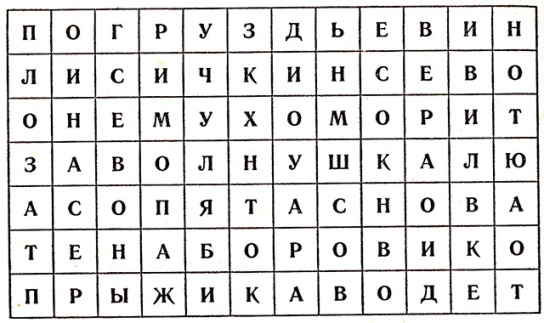 П О Г Р У З Д Ь Е В И Н
Л И С И Ч К И Н С Е В О
О Н Е М У Х О М О Р И Т
З А В О Л Н У Ш К А Л Ю
А С О П Я Т А С Н О В А
Т Е Н А Б О Р О В И К О
П Р Ы Ж И К А В О Д Е Т